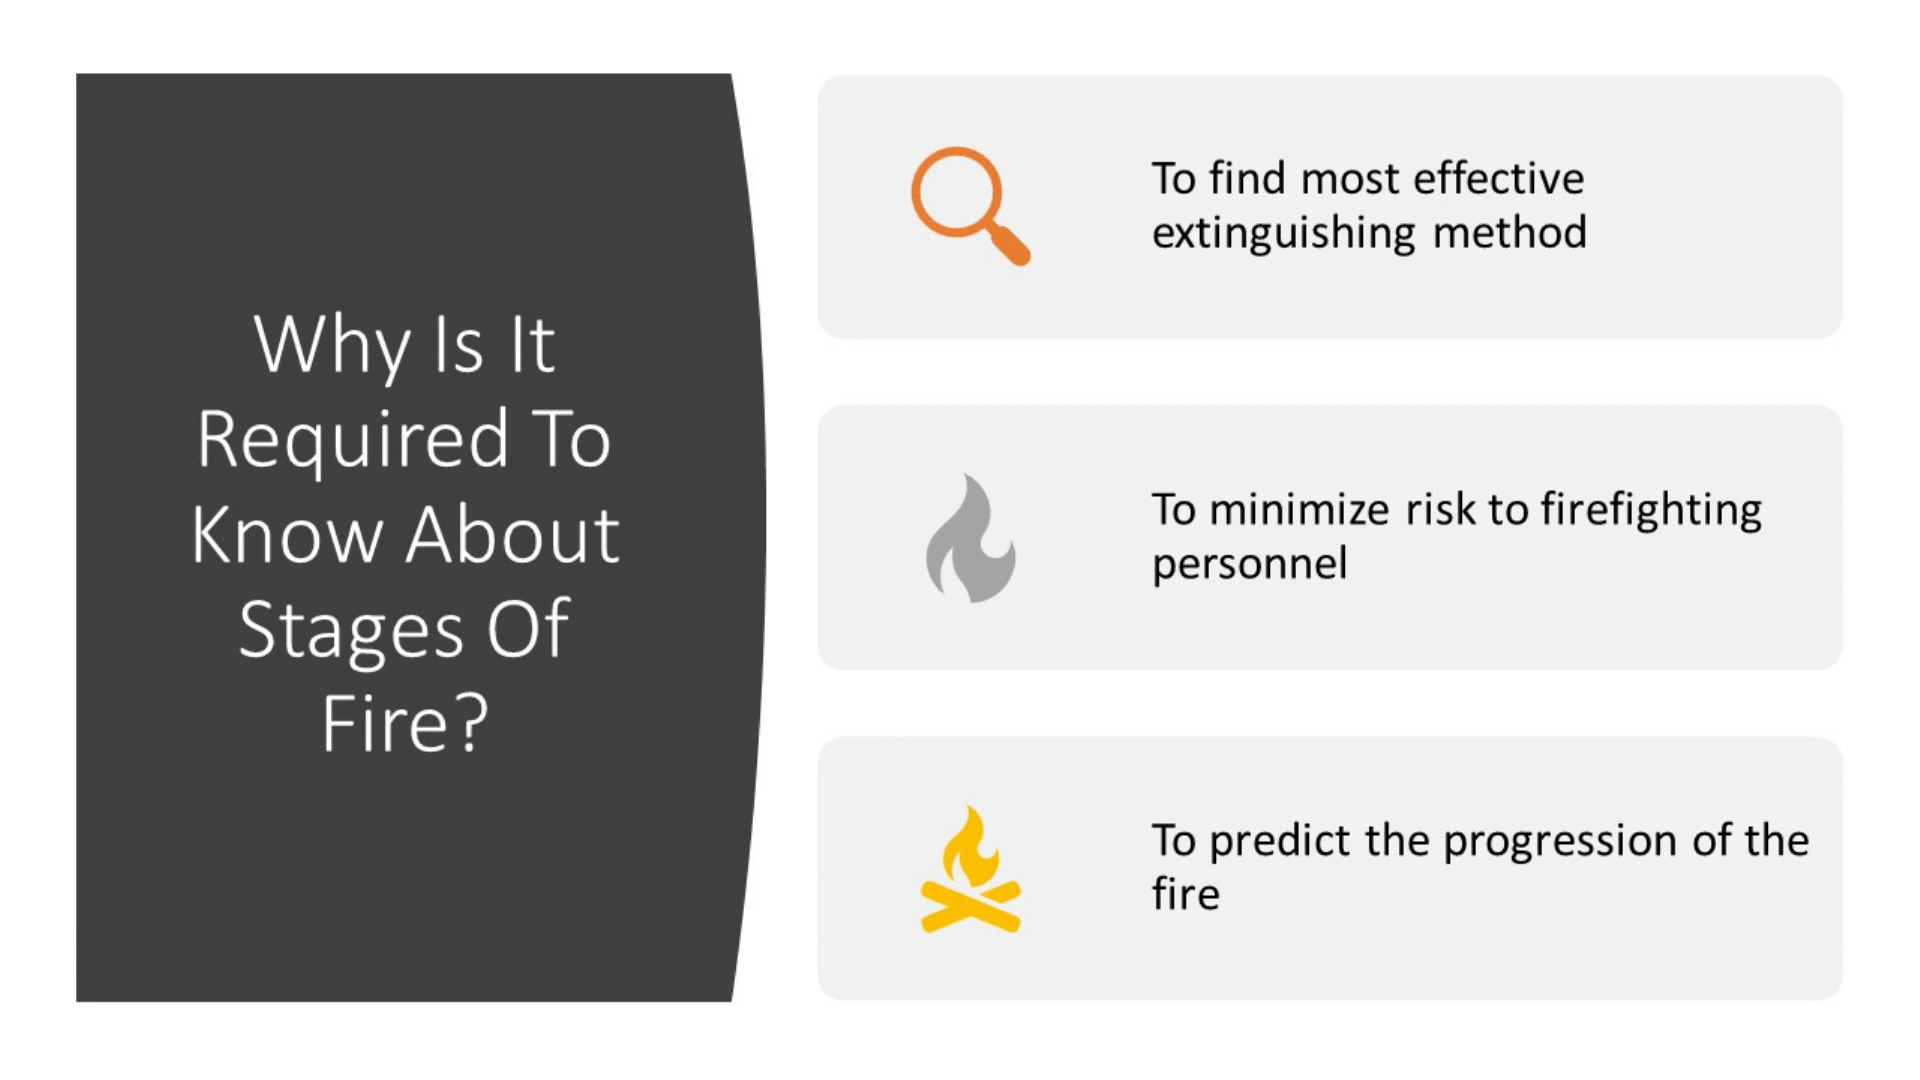 Why Is It
Required To
Know About
Stages Of
Fire?
To find most effective
extinguishing method
To minimize risk to firefighting
personnel
To predict the progression of the
fire